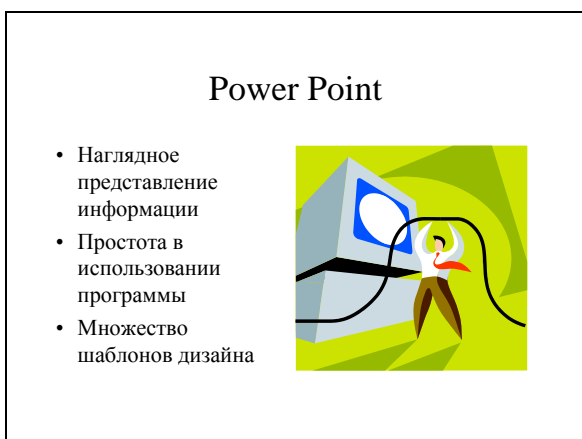 Power Point
• Наглядное
представление
информации
• Простота в
использовании
программы
• Множество
шаблонов дизайна